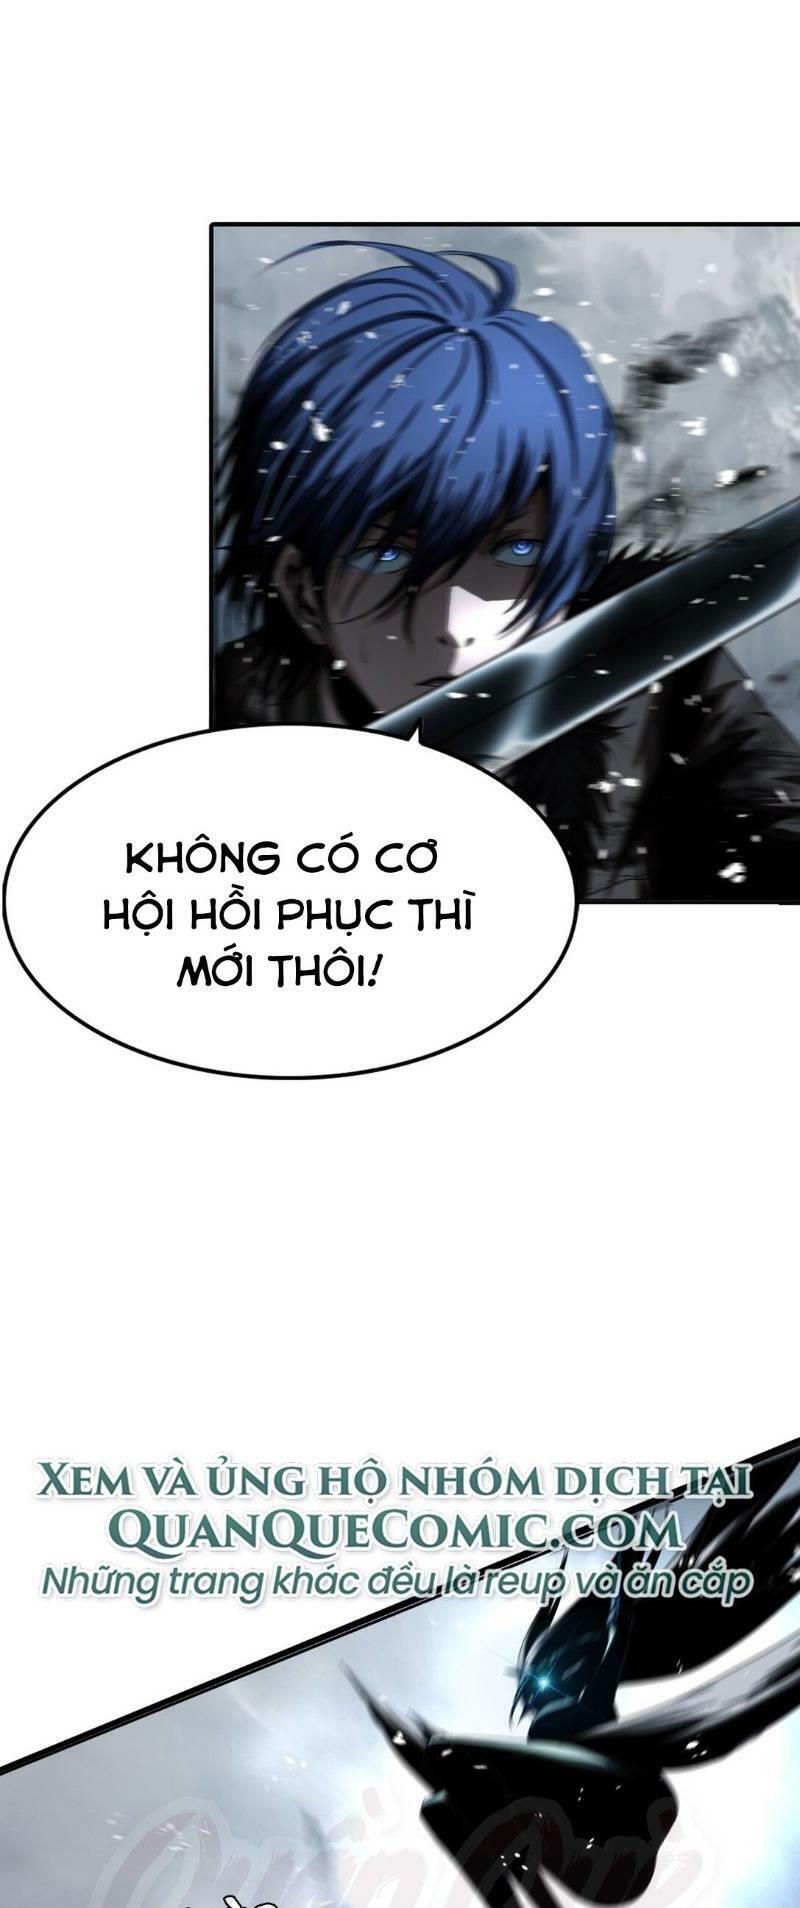 KHÔNG CÓ CƠ
HỘI HỒI PHỤC THÌ
MỚI THÔI!
XEM VÀ ỦNG HỘ NHÓM DỊCH TẠI
QUANQUECOMIC.COM
Những trang khác đều là reup và ăn cắp